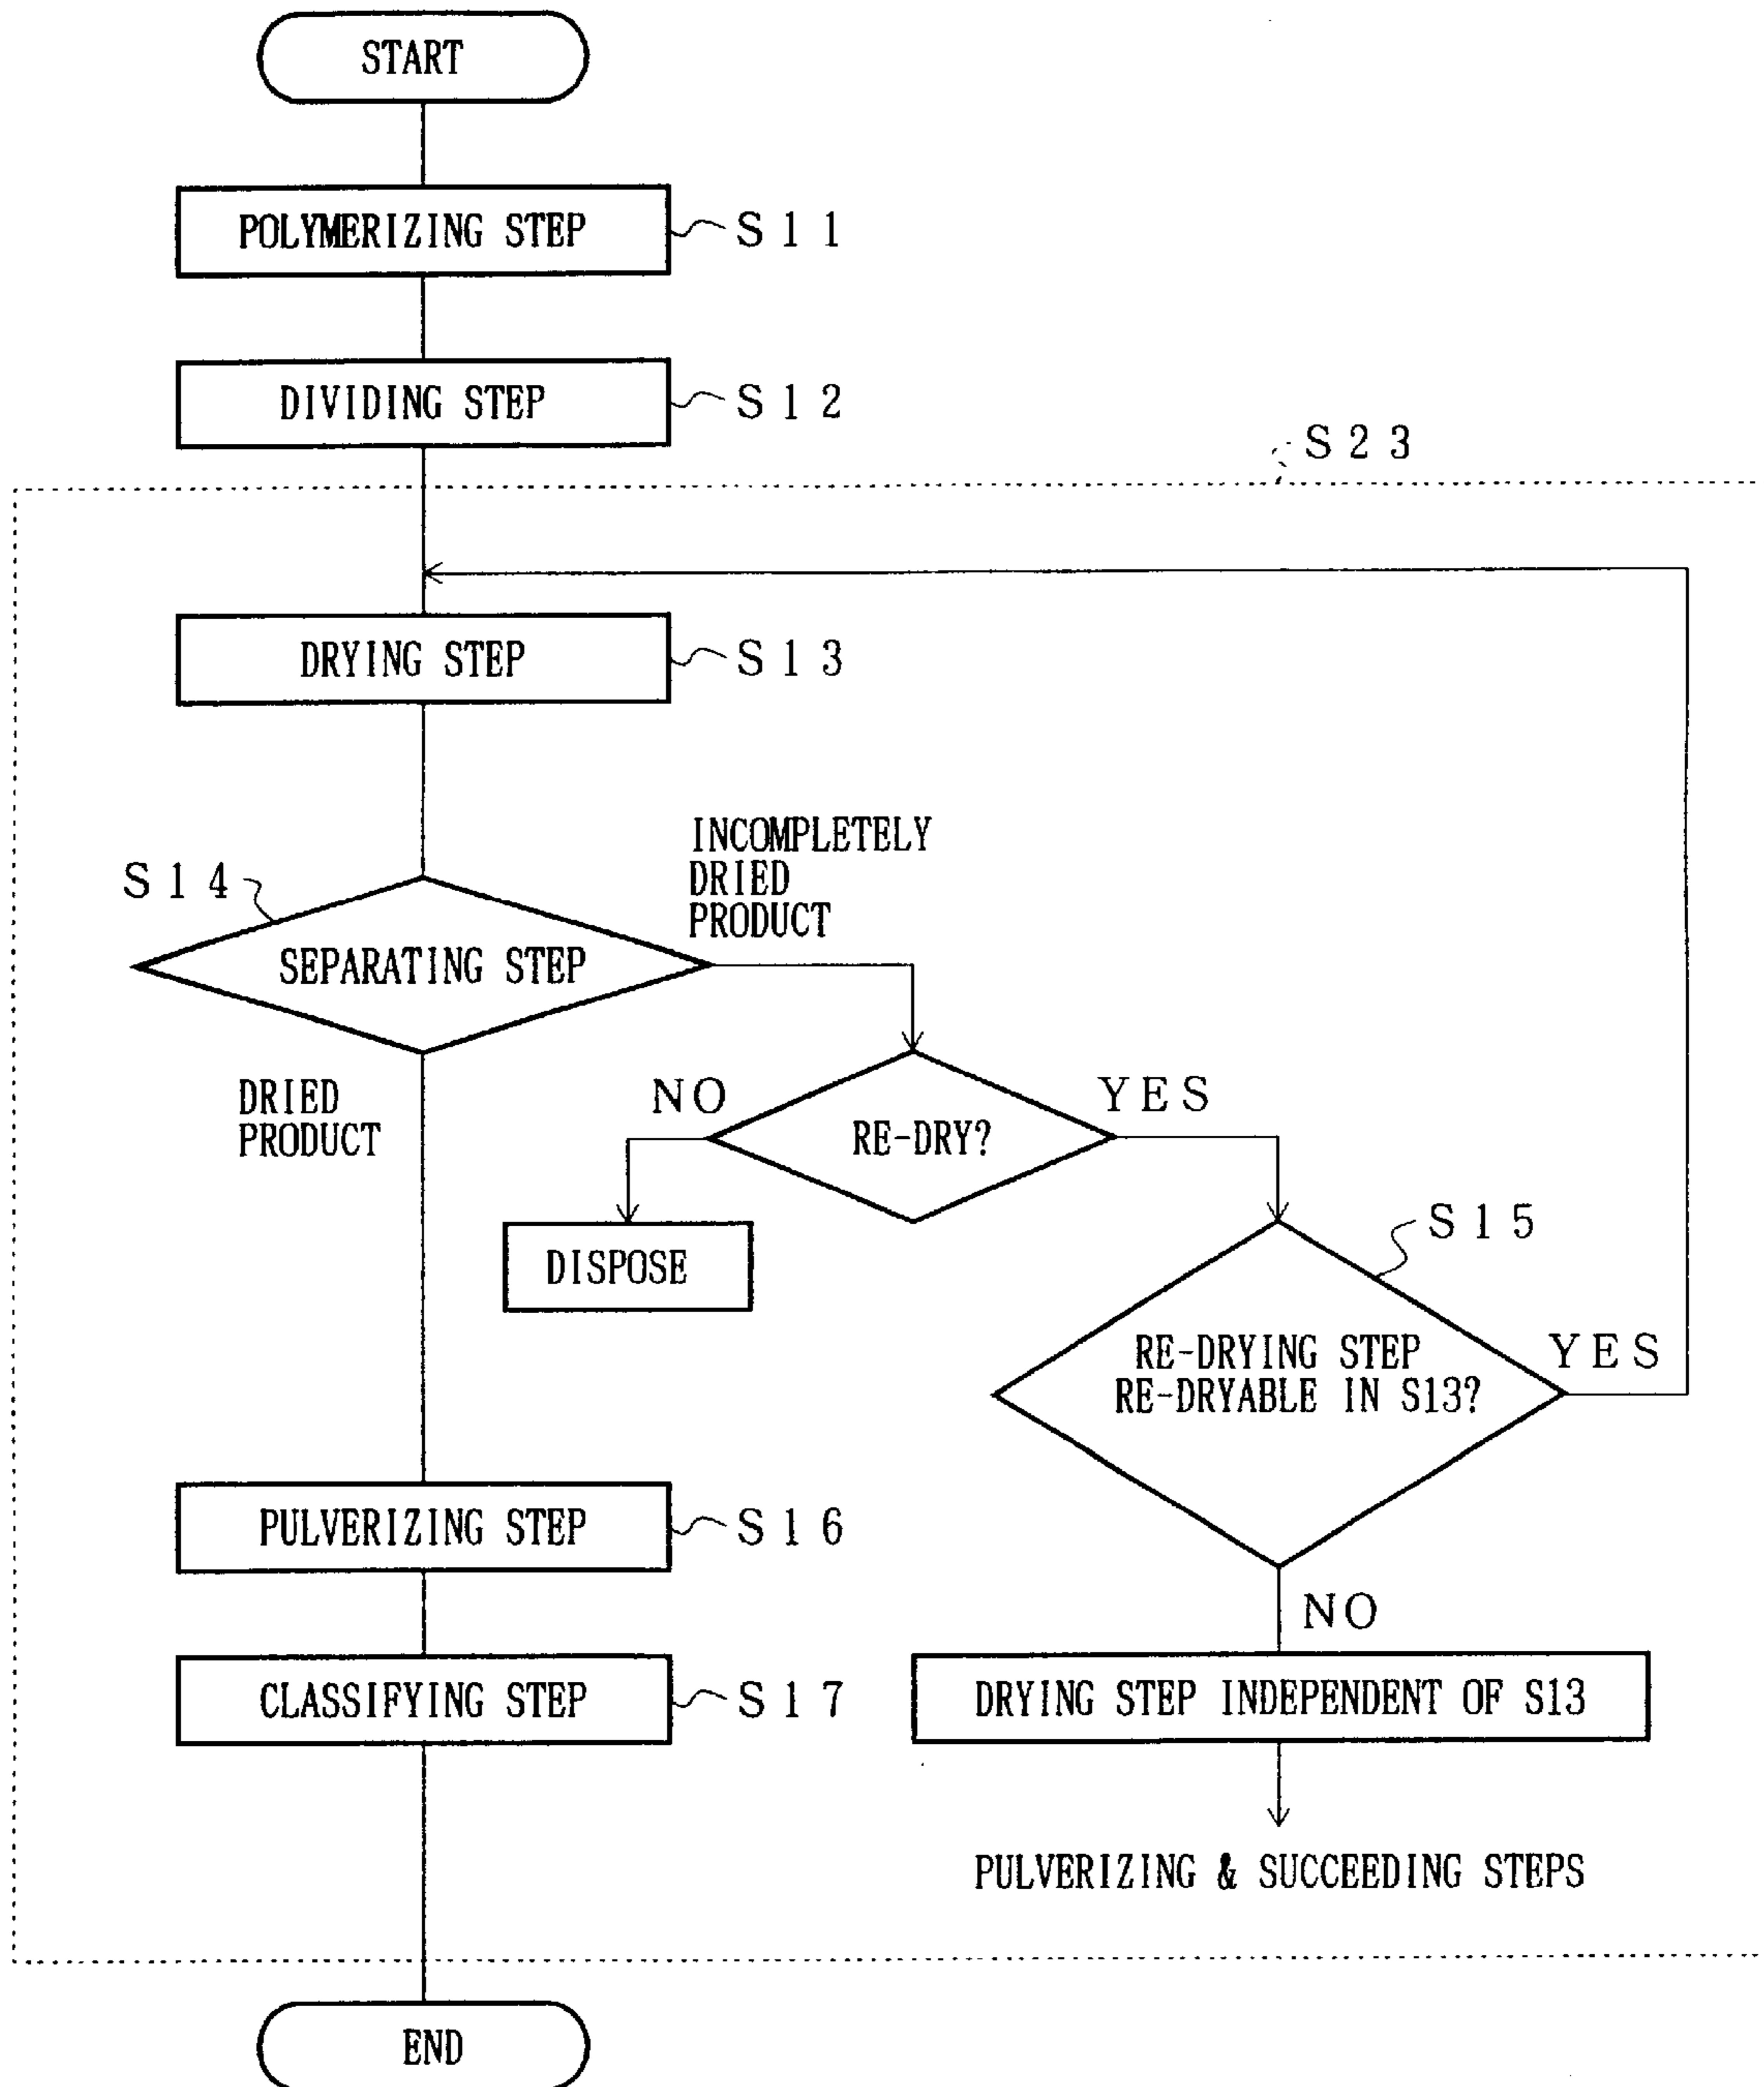 START
POLYMERIZING STEP
S11
DIVIDING STEP
S12
S23
DRYING STEP
S13
INCOMPLETELY
DRIED
PRODUCT
S14
SEPARATING STEP
DRIED
PRODUCT
NO
YES
RE-DRY?
DISPOSE
S15
RE-DRYING STEP
RE-DRYABLE IN S13?
YES
PULVERIZING STEP
S16
NO
CLASSIFYING STEP
S17
DRYING STEP INDEPENDENT OF S13
PULVERIZING & SUCCEEDING STEPS
END